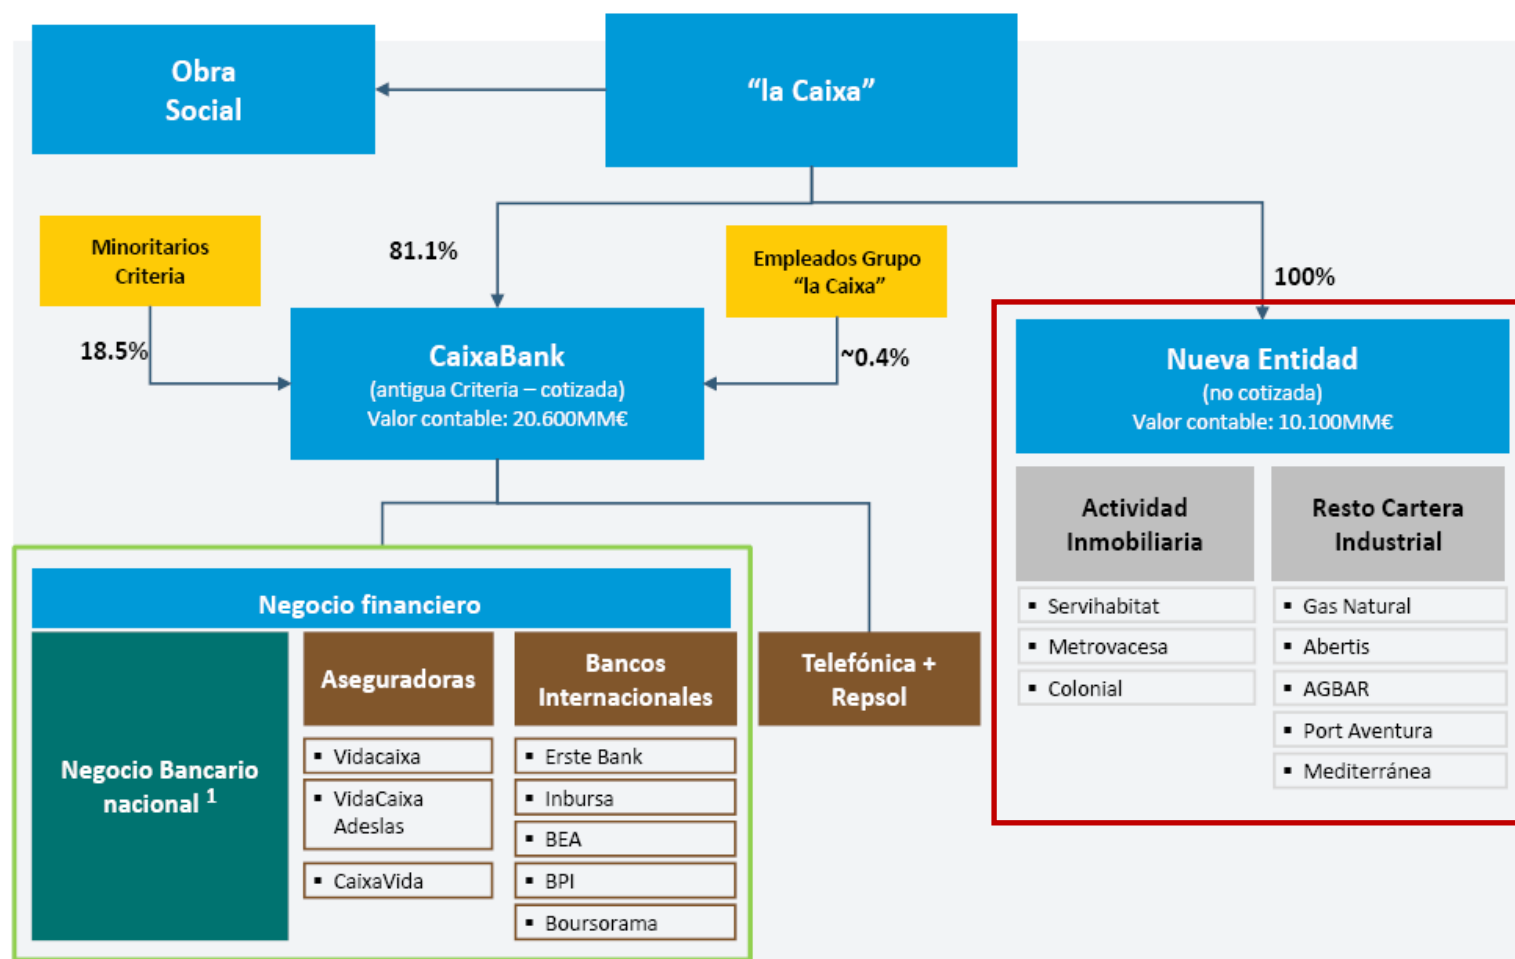 Obra
Social
“la Caixa”
Minoritarios
Criteria
81.1%
Empleados Grupo
“la Caixa”
100%
18.5%
CaixaBank
(antigua Criteria – cotizada)
Valor contable: 20.600MM€
~0.4%
Nueva Entidad
(no cotizada)
Valor contable: 10.100MM€
Actividad
Inmobiliaria
▪ Servihabitat
▪ Metrovacesa
▪ Colonial
Resto Cartera
Industrial
▪ Gas Natural
▪ Abertis
▪ AGBAR
▪ Port Aventura
▪ Mediterránea
Negocio financiero
Negocio Bancario
nacional 1
Aseguradoras
▪ Vidacaixa
▪ VidaCaixa
Adeslas
▪ CaixaVida
Bancos
Internacionales
▪ Erste Bank
▪ Inbursa
▪ BEA
▪ BPI
▪ Boursorama
Telefónica +
Repsol